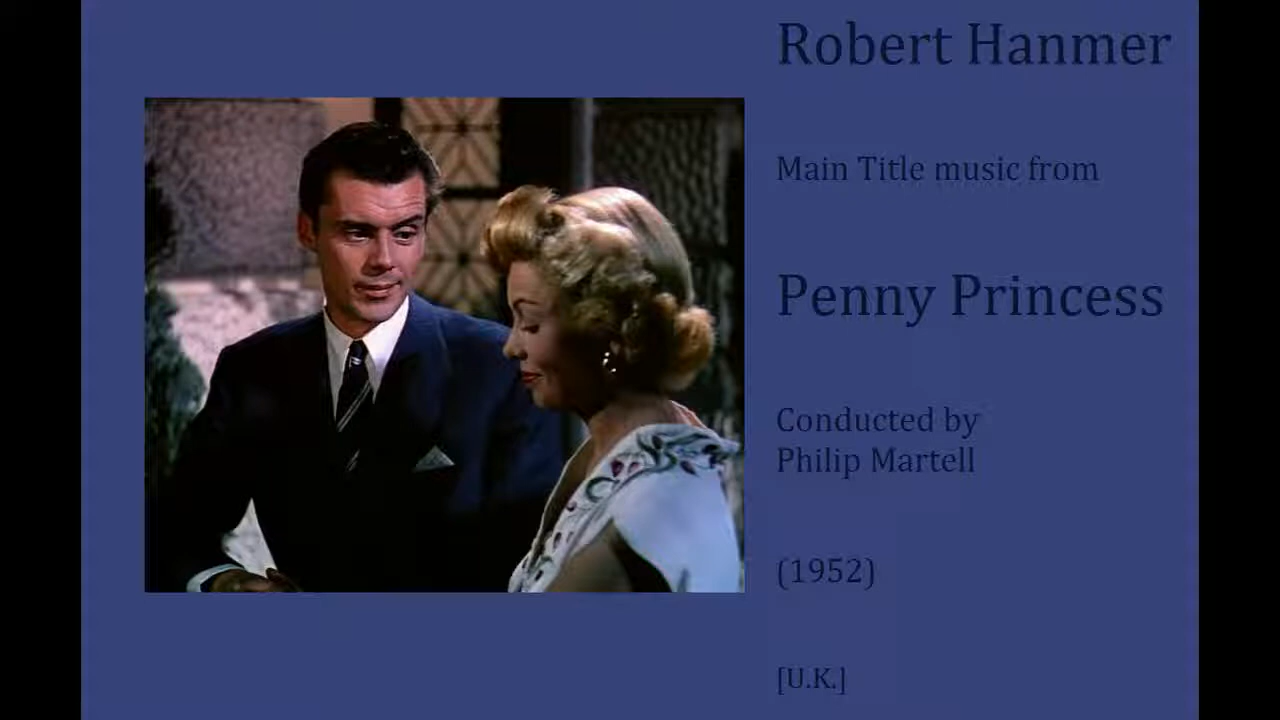 Robert Hanmer
Main Title music from
Penny Princess
Conducted by
Philip Martell
(1952)
[U.K.]